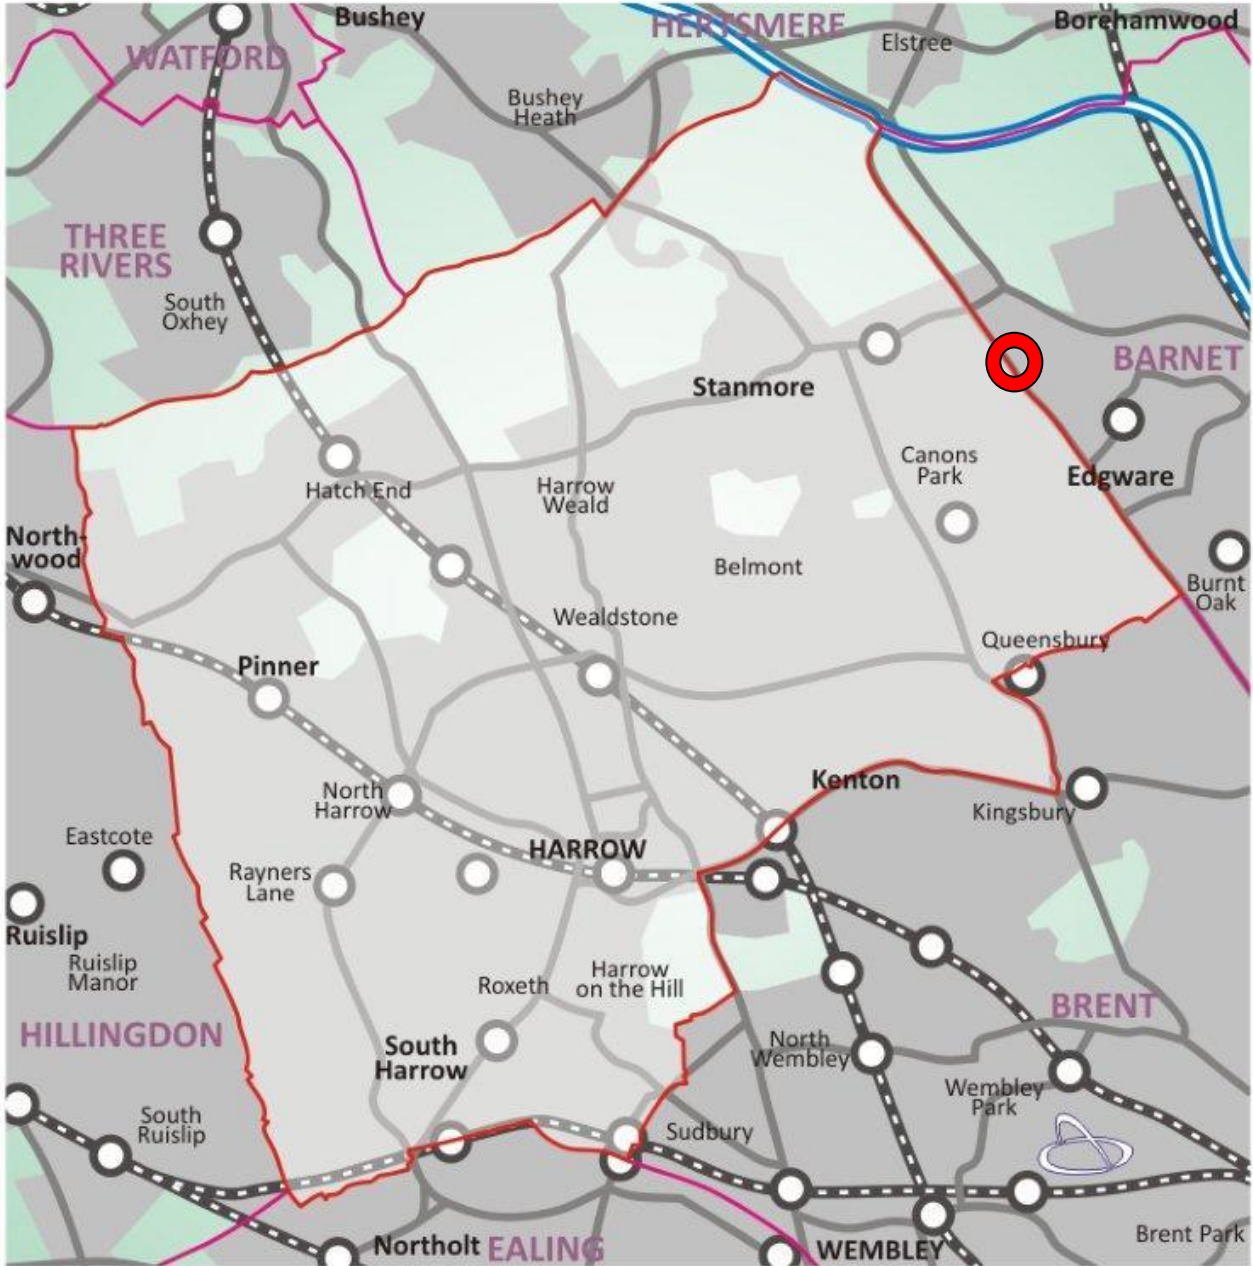 Bushey
HERTSMERE
Borehamwood
Elstree
WATFORD
Bushey
Heath
THREE
RIVERS
South
Oxhey
BARNET
Stanmore
Canons
Park
Edgware
Hatch End
Harrow
Weald
North-
wood
Belmont
Burnt
Oak
Wealdstone
Queensbury
Pinner
Kenton
North
Harrow
Kingsbury
Eastcote
HARROW
Rayners
Lane
Ruislip
Ruislip
Manor
Roxeth
Harrow
on the Hill
BRENT
HILLINGDON
South
Harrow
North
Wembley
Wembley
Park
South
Ruislip
Sudbury
Northolt
EALING
WEMBLEY
Brent Park